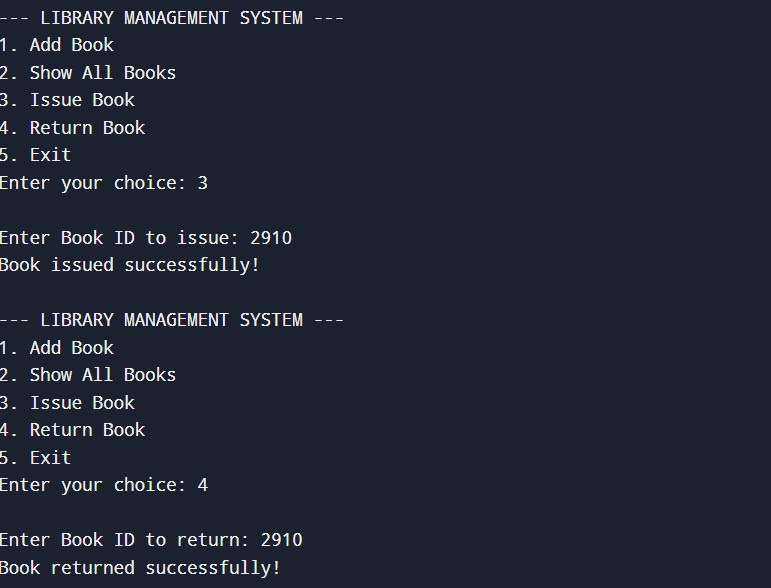 --- LIBRARY MANAGEMENT SYSTEM ---
1. Add Book
2. Show All Books
3. Issue Book
4. Return Book
5. Exit
Enter your choice: 3
Enter Book ID to issue: 2910
Book issued successfully!
--- LIBRARY MANAGEMENT SYSTEM ---
1. Add Book
2. Show All Books
3. Issue Book
4. Return Book
5. Exit
Enter your choice: 4
Enter Book ID to return: 2910
Book returned successfully!